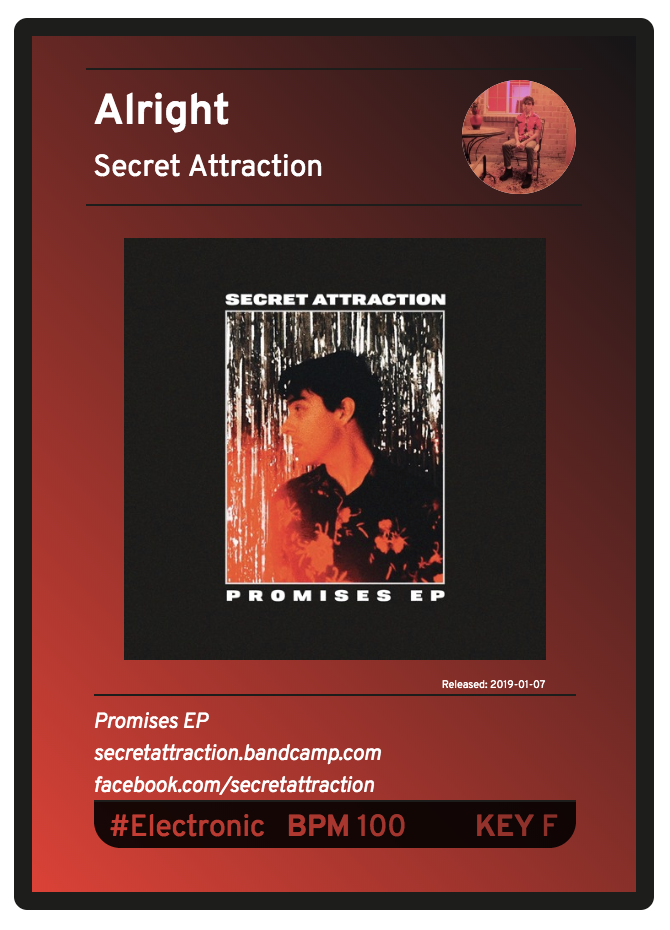 Alright
Secret Attraction
SECRET ATTRACTION
PROMISES EP
Released: 2019-01-07
Promises EP
secretattraction.bandcamp.com
facebook.com/secretattraction
#Electronic BPM 100 KEY F